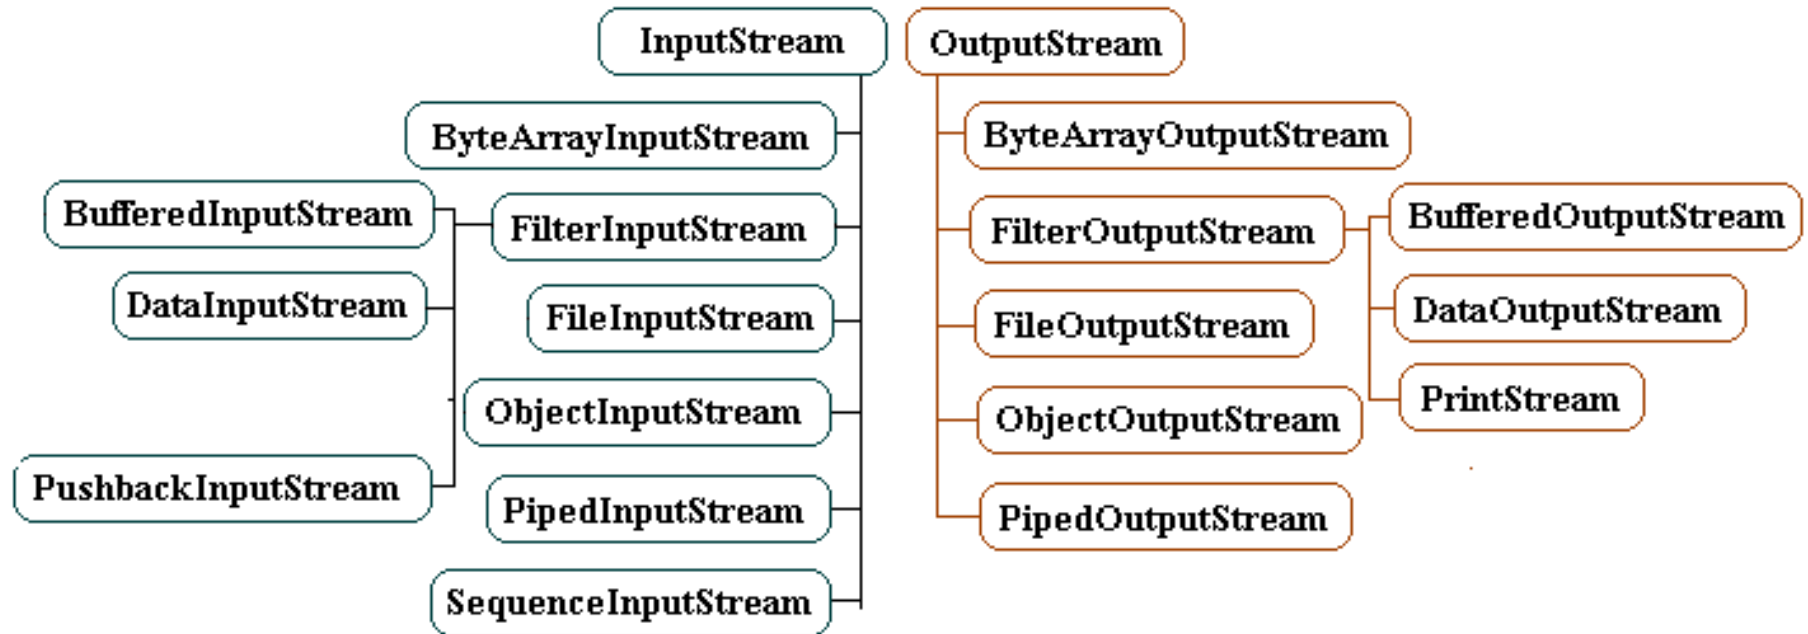 InputStream
OutputStream
ByteArrayInputStream
ByteArrayOutputStream
BufferedInputStream
FilterInputStream
FilterOutputStream
BufferedOutputStream
DataInputStream
FileInputStream
FileOutputStream
DataOutputStream
ObjectInputStream
ObjectOutputStream
PrintStream
PushbackInputStream
PipedInputStream
PipedOutputStream
SequenceInputStream